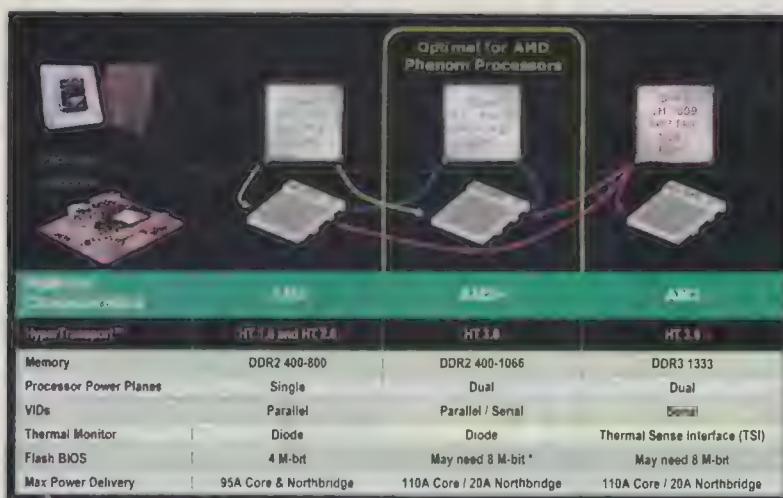 Optimal for AMD
Phenom Processors
AM2 AM2+ AM3
HyperTransport™ HT 1.0 and HT 2.0 HT 3.0 HT 3.0
Memory DDR2 400-800 DDR2 400-1066 DDR3 1333
Processor Power Planes Single Dual Dual
VIDs Parallel Parallel / Serial Serial
Thermal Monitor Diode Diode Thermal Sense Interface (TSI)
Flash BIOS 4 M-bit May need 8 M-bit * May need 8 M-bit
Max Power Delivery 95A Core & Northbridge 110A Core / 20A Northbridge 110A Core / 20A Northbridge